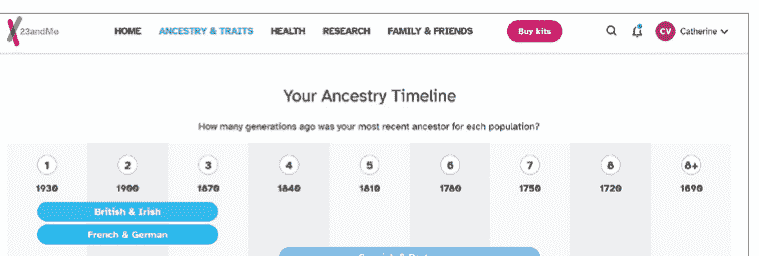 23andMe HOME ANCESTRY & TRAITS HEALTH RESEARCH FAMILY & FRIENDS Buy kits CV Catherine
Your Ancestry Timeline
How many generations ago was your most recent ancestor for each population?
1 2 3 4 5 6 7 8 8+
1930 1900 1870 1840 1810 1780 1750 1720 1690
British & Irish
French & German